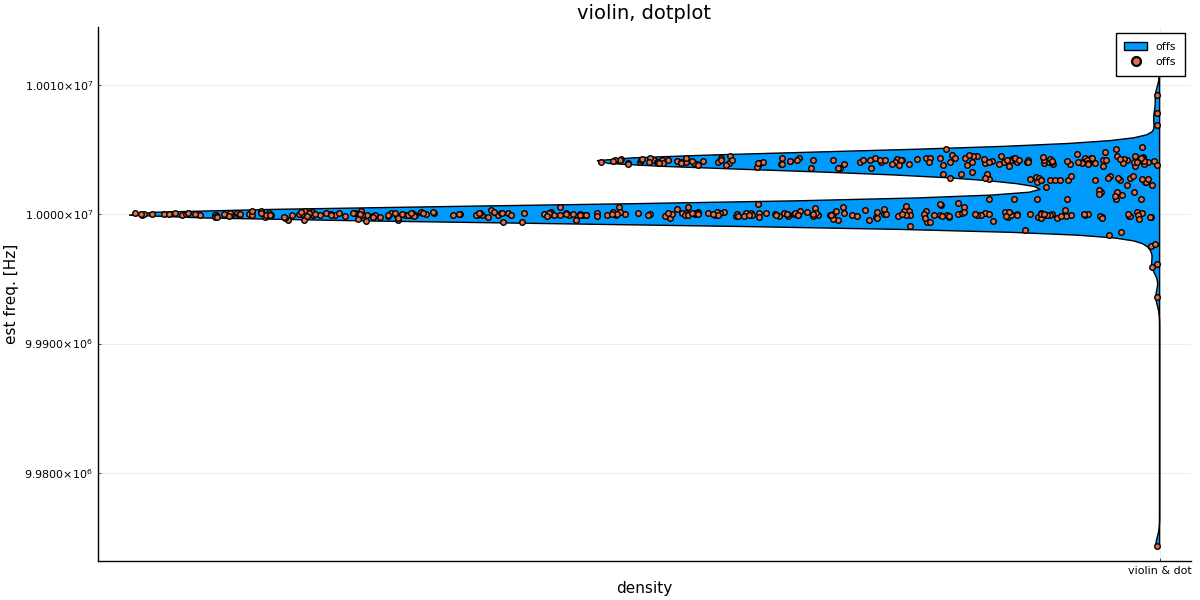 violin, dotplot
offs
offs
1.0010×10⁷
1.0000×10⁷
9.9900×10⁶
9.9800×10⁶
est freq. [Hz]
violin & dot
density